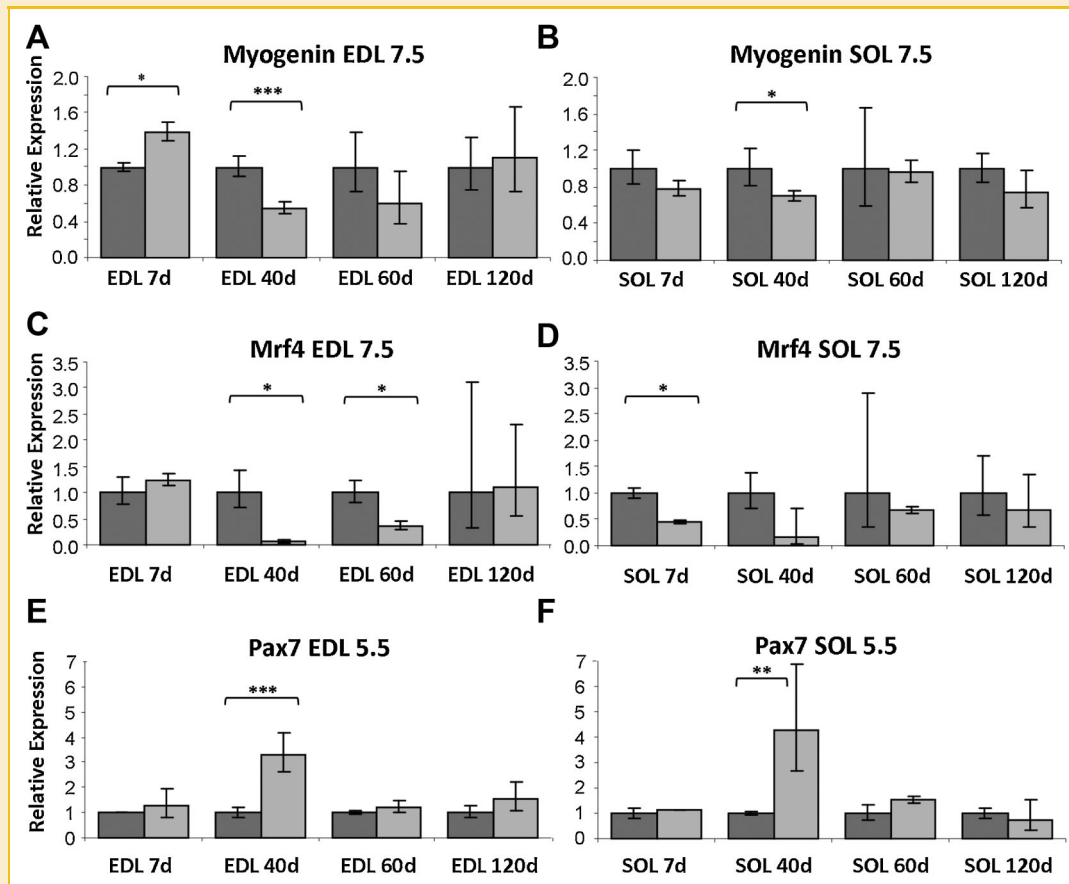 A
Myogenin EDL 7.5
Relative Expression
2.0
1.6
1.2
0.8
0.4
0.0
*
***
EDL 7d EDL 40d EDL 60d EDL 120d
B
Myogenin SOL 7.5
2.0
1.6
1.2
0.8
0.4
0.0
*
SOL 7d SOL 40d SOL 60d SOL 120d
C
Mrf4 EDL 7.5
Relative Expression
3.5
3.0
2.5
2.0
1.5
1.0
0.5
0.0
*
*
EDL 7d EDL 40d EDL 60d EDL 120d
D
Mrf4 SOL 7.5
3.5
3.0
2.5
2.0
1.5
1.0
0.5
0.0
*
SOL 7d SOL 40d SOL 60d SOL 120d
E
Pax7 EDL 5.5
Relative Expression
7
6
5
4
3
2
1
0
***
EDL 7d EDL 40d EDL 60d EDL 120d
F
Pax7 SOL 5.5
7
6
5
4
3
2
1
0
**
SOL 7d SOL 40d SOL 60d SOL 120d